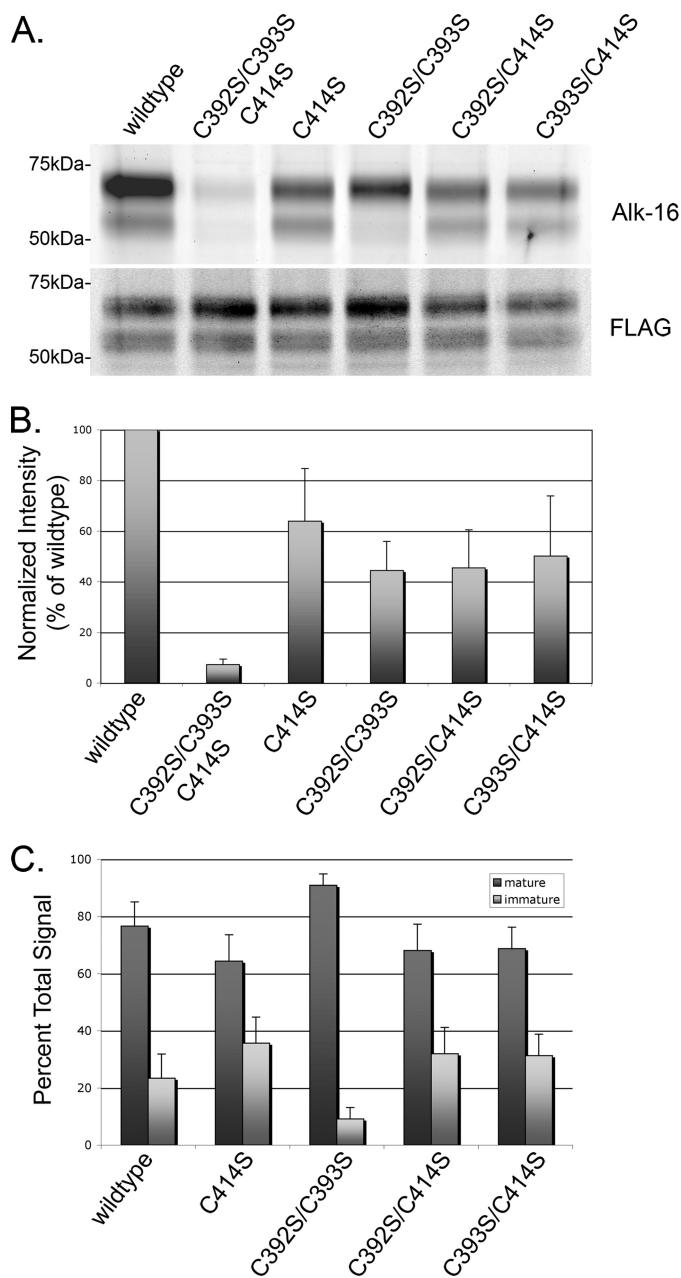 A.
wildtype
C392S/C393S
C414S
C414S
C392S/C393S
C392S/C414S
C393S/C414S
75kDa-
50kDa-
Alk-16
75kDa-
50kDa-
FLAG
B.
Normalized Intensity
(% of wildtype)
100
80
60
40
20
0
wildtype
C392S/C393S
C414S
C414S
C392S/C393S
C392S/C414S
C393S/C414S
C.
Percent Total Signal
100
80
60
40
20
0
mature
immature
wildtype
C414S
C392S/C393S
C392S/C414S
C393S/C414S